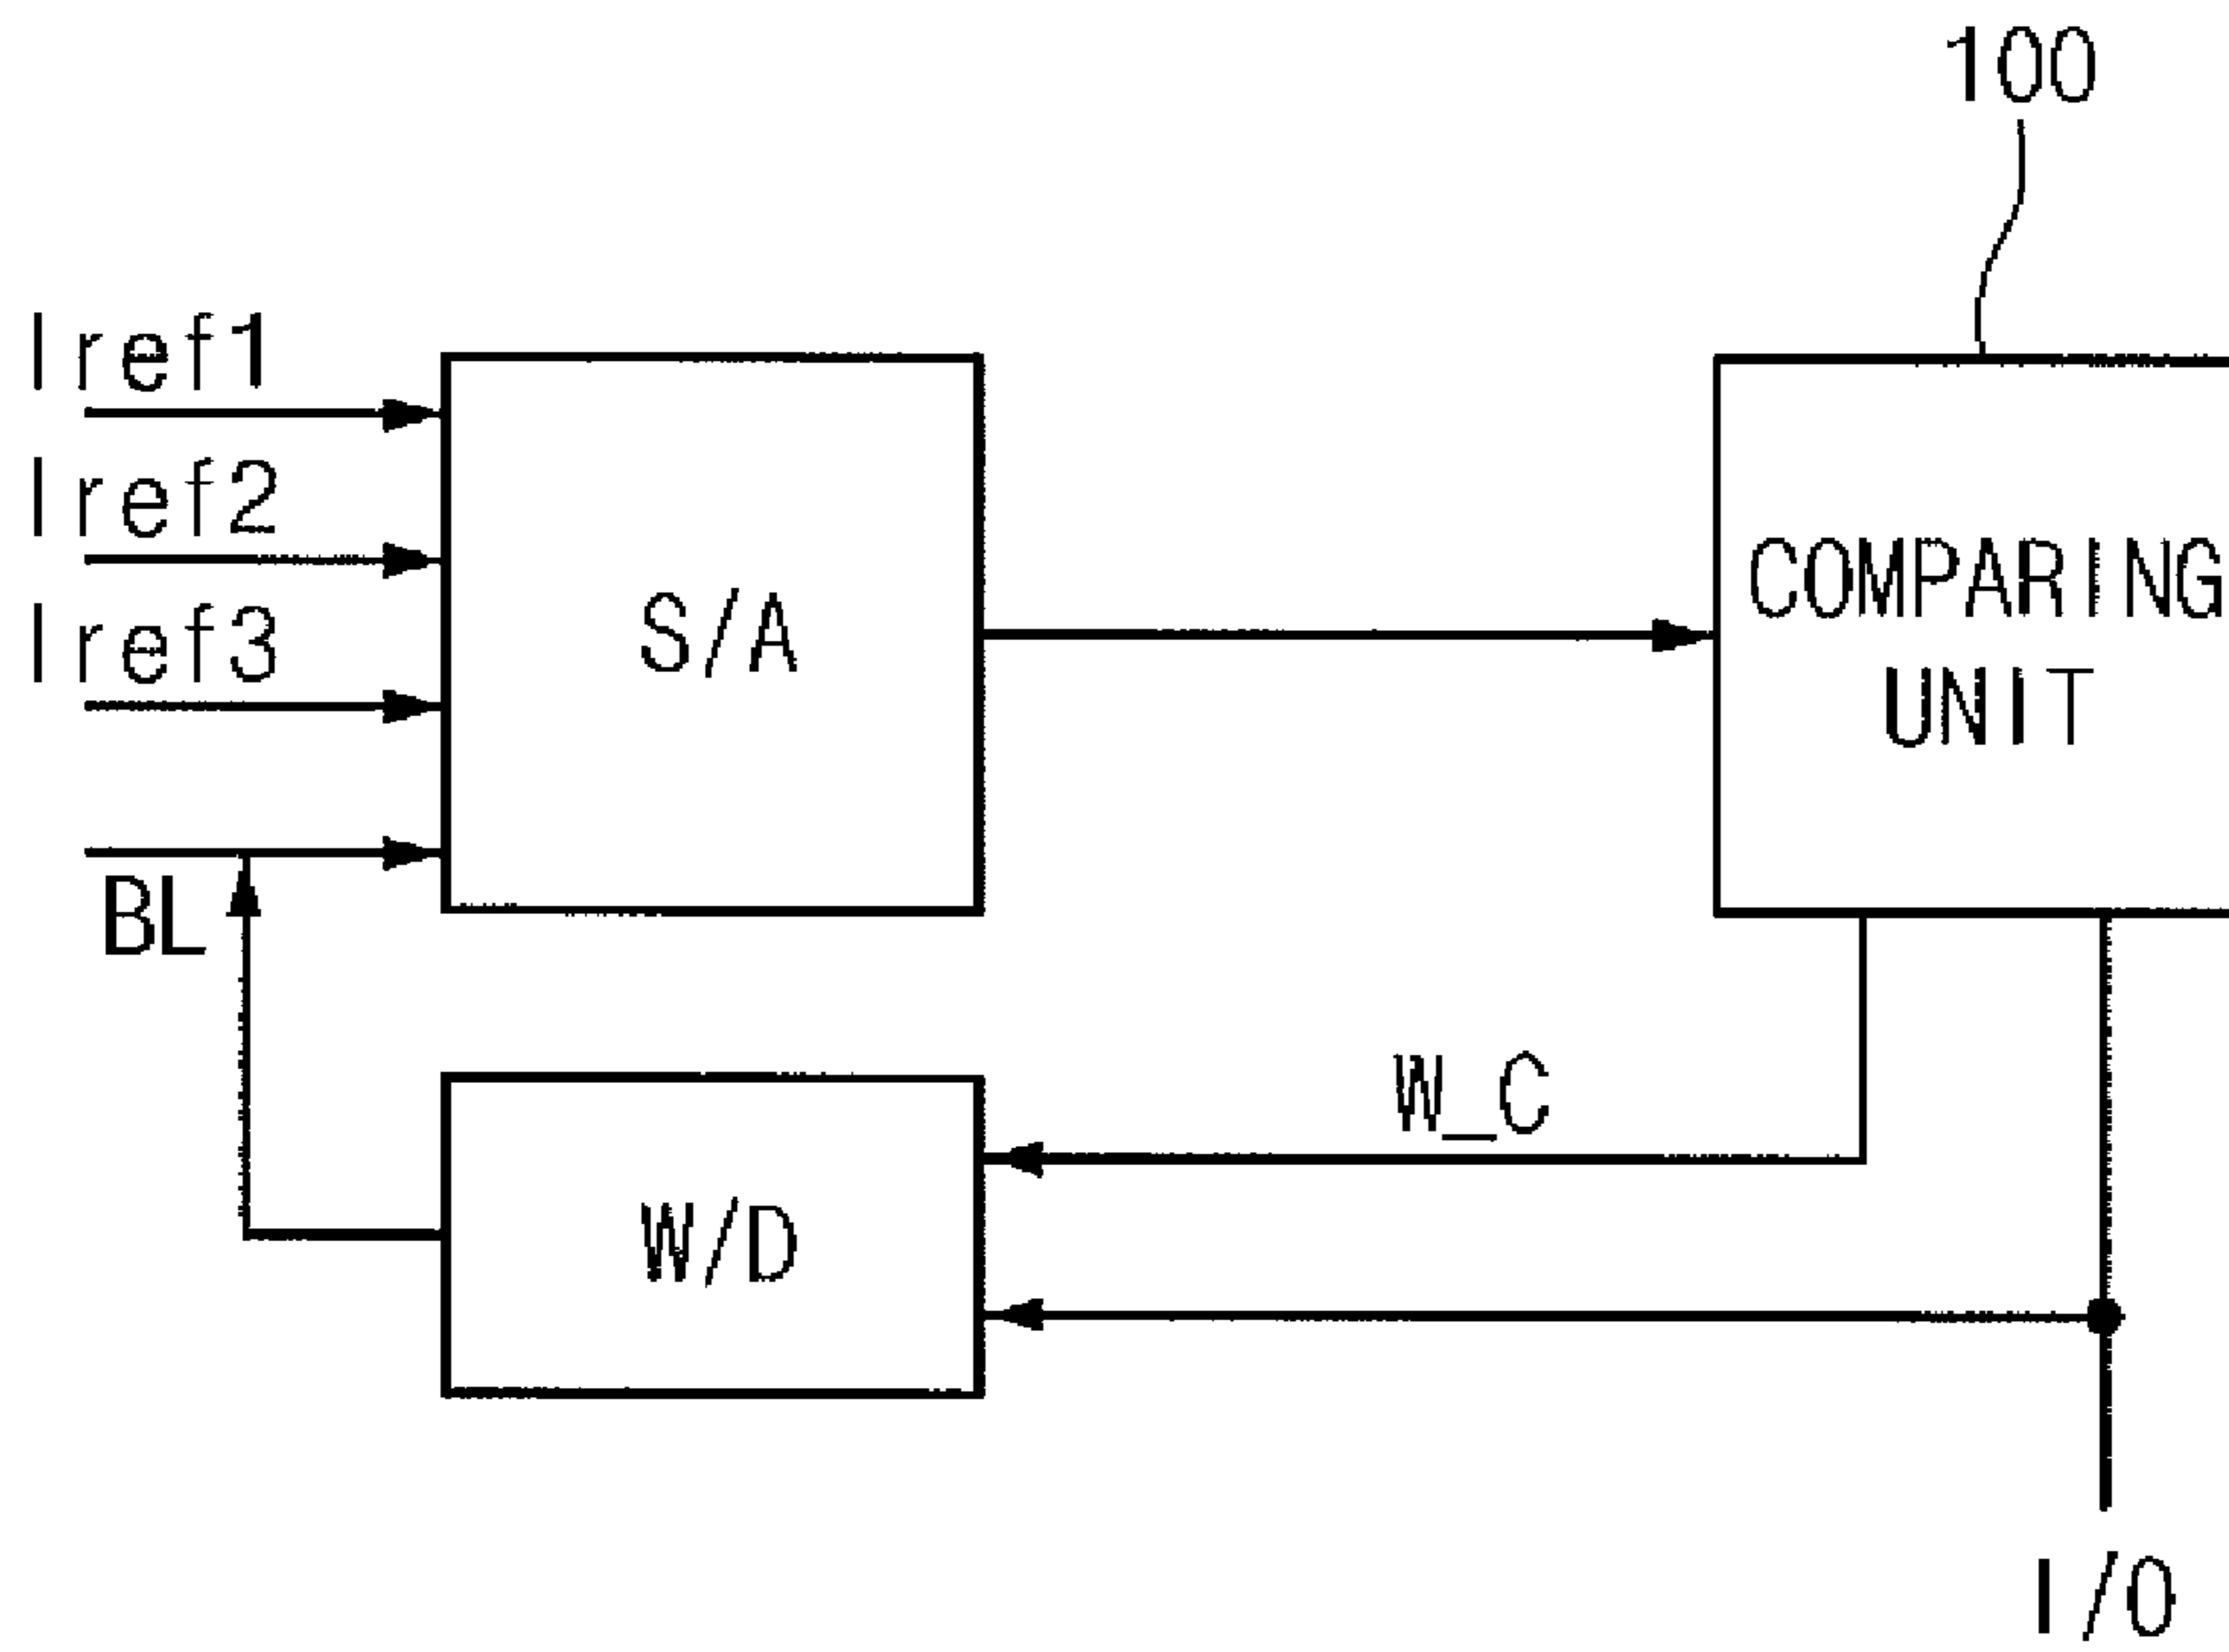 100
Iref1
Iref2
Iref3
S/A
COMPARING
UNIT
BL
W_C
W/D
I/O